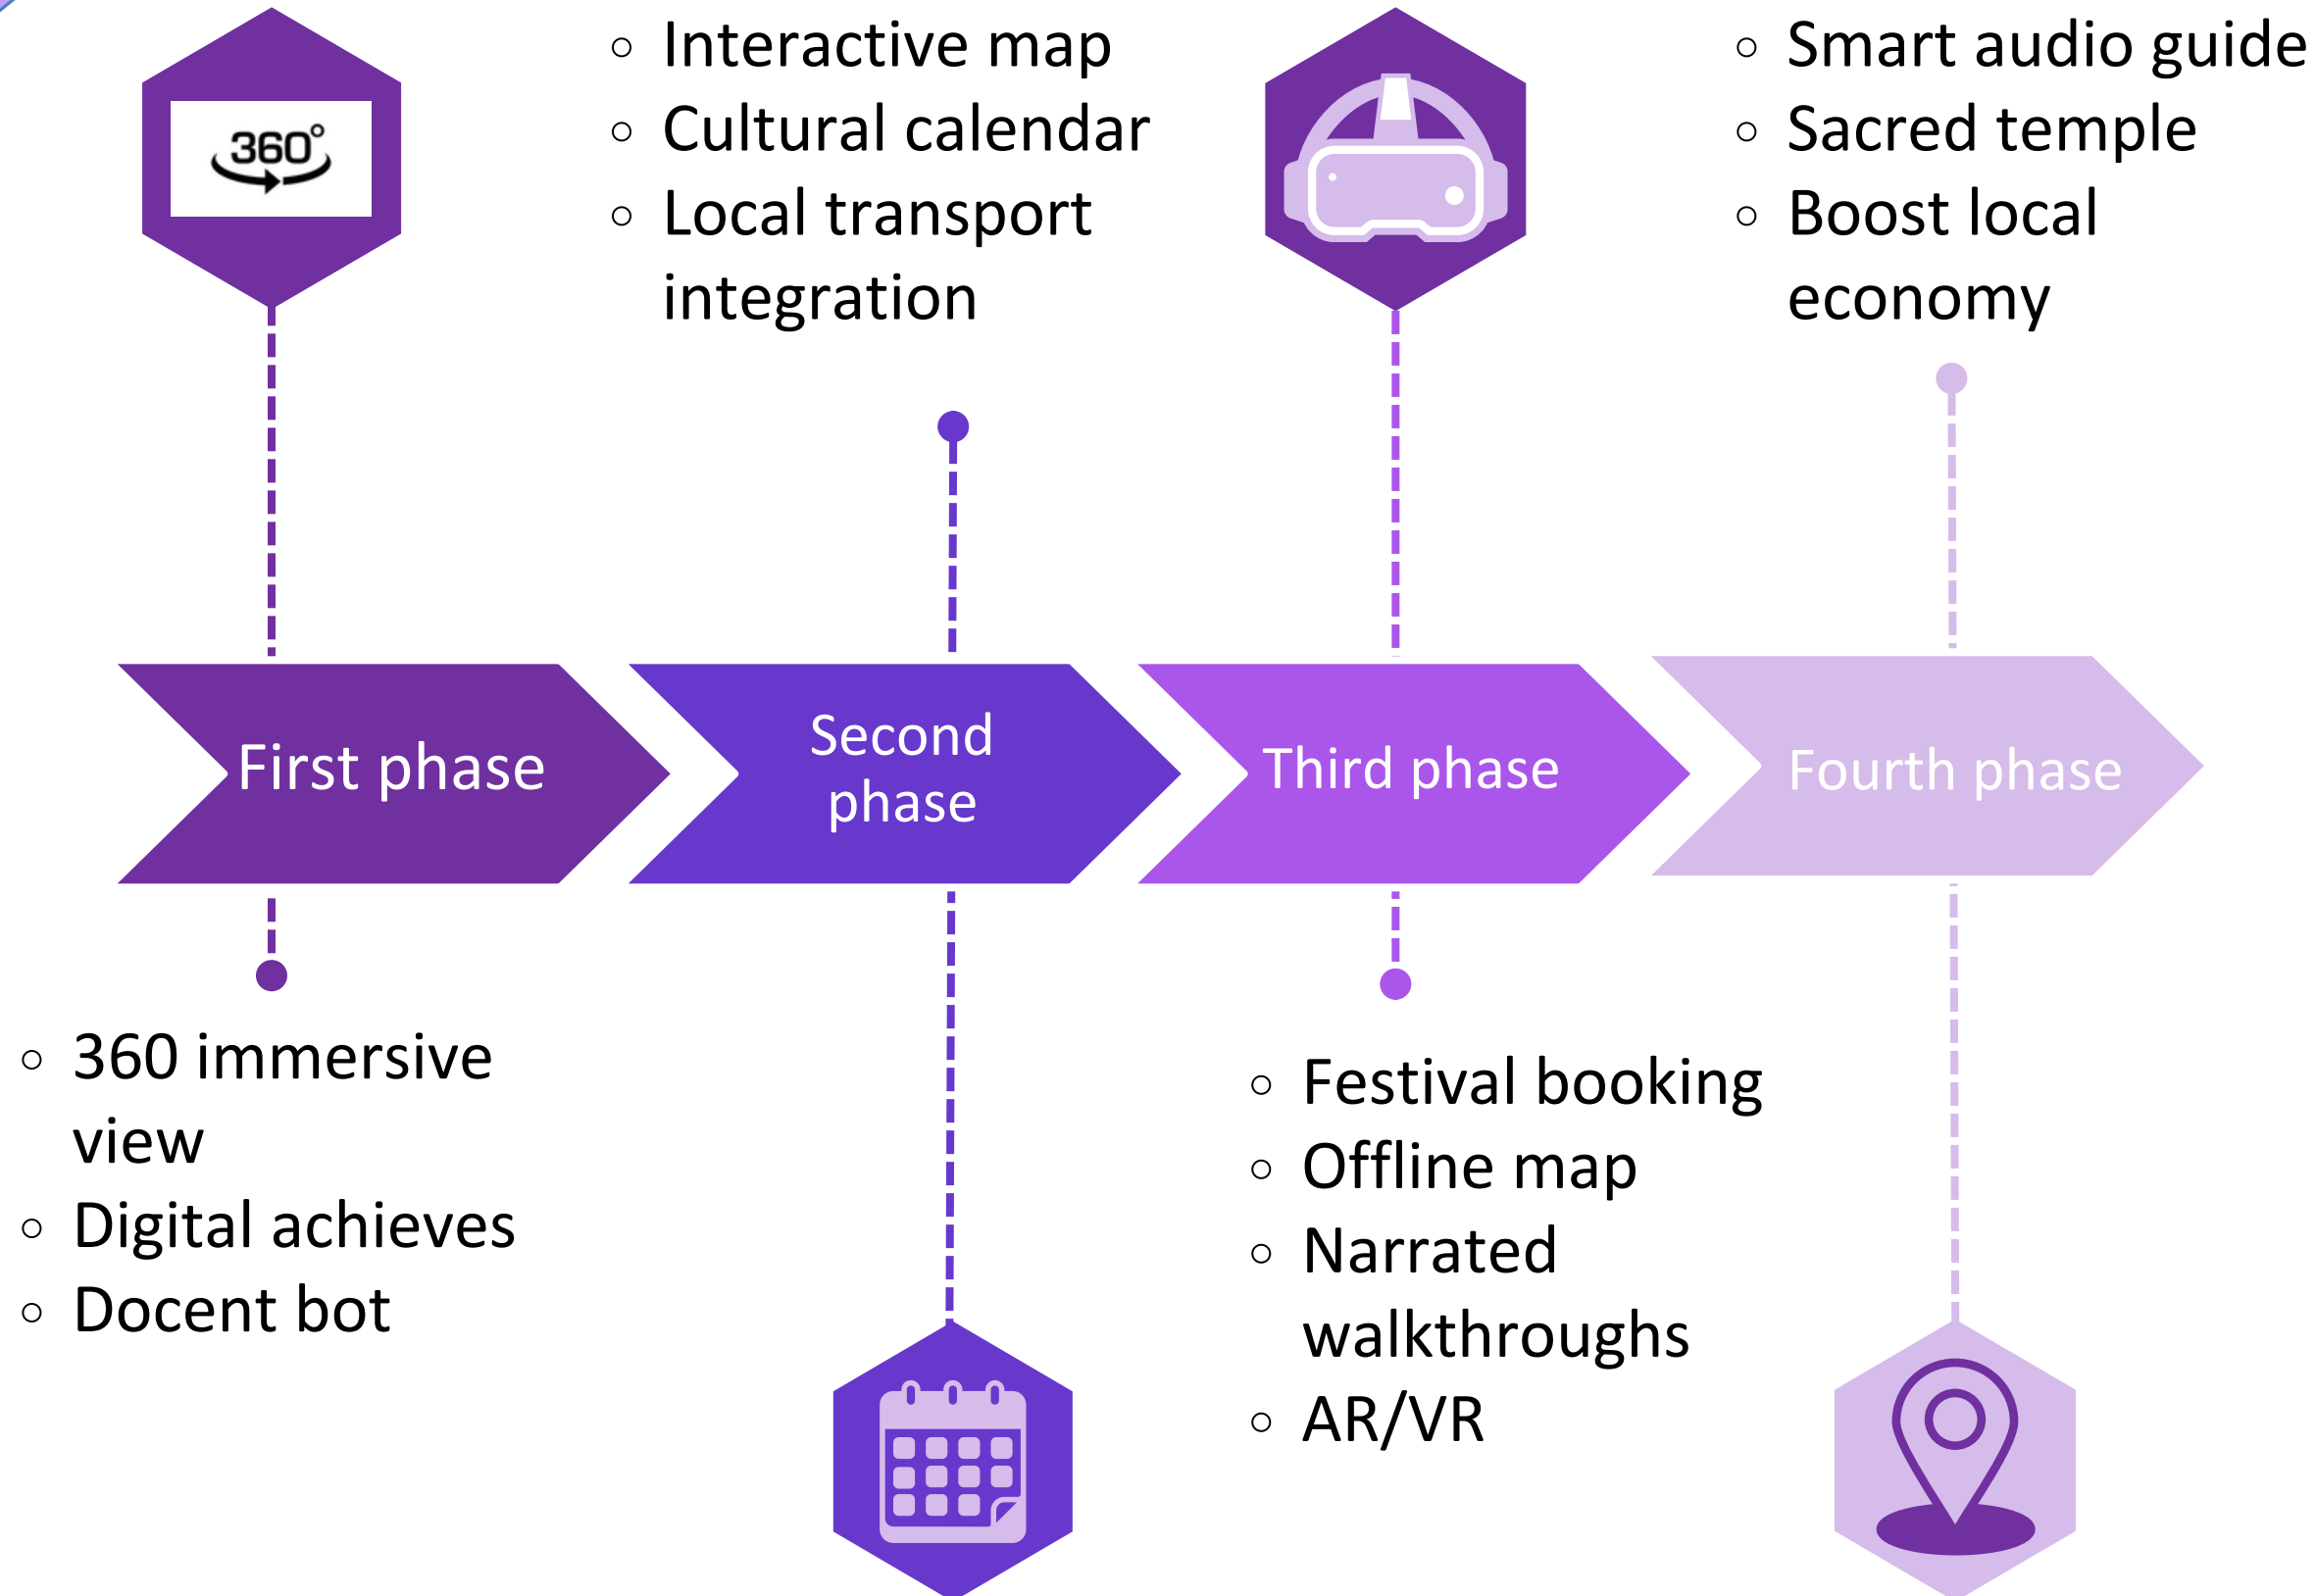 360°
○ Interactive map
○ Cultural calendar
○ Local transport
integration
○ Smart audio guide
○ Sacred temple
○ Boost local
economy
First phase
Second
phase
Third phase
Fourth phase
○ 360 immersive
view
○ Digital achieves
○ Docent bot
○ Festival booking
○ Offline map
○ Narrated
walkthroughs
○ AR/VR